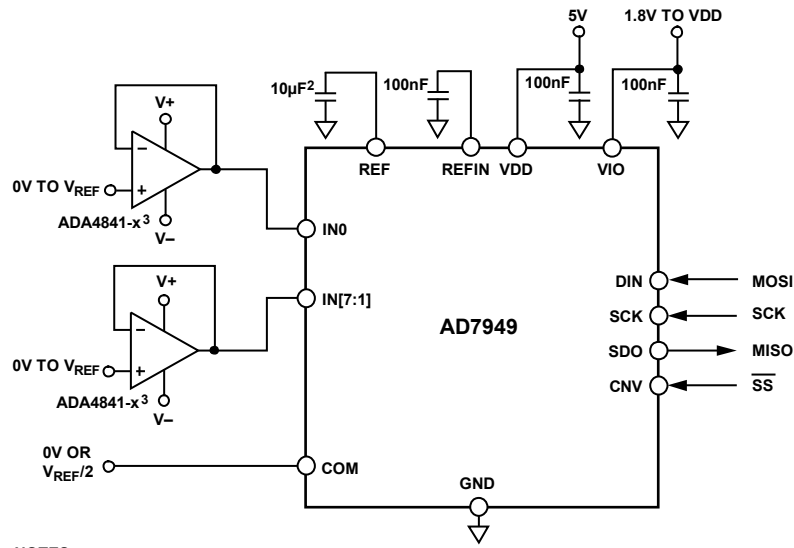 5V
1.8V TO VDD
10µF²
100nF
100nF
100nF
V+
−
+
0V TO VREF
ADA4841-x³
V−
REF
REFIN
VDD
VIO
IN0
V+
−
+
0V TO VREF
ADA4841-x³
V−
IN[7:1]
AD7949
DIN
MOSI
SCK
SCK
SDO
MISO
CNV
SS
0V OR
VREF/2
COM
GND